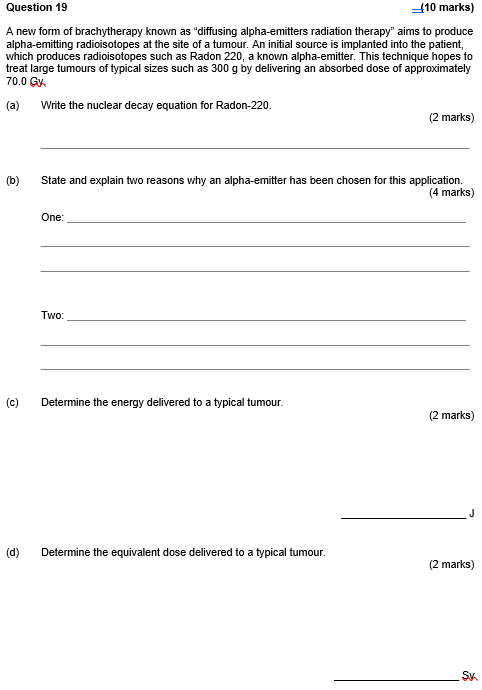 Question 19 (10 marks)
A new form of brachytherapy known as “diffusing alpha-emitters radiation therapy” aims to produce
alpha-emitting radioisotopes at the site of a tumour. An initial source is implanted into the patient,
which produces radioisotopes such as Radon 220, a known alpha-emitter. This technique hopes to
treat large tumours of typical sizes such as 300 g by delivering an absorbed dose of approximately
70.0 Gy.
(a) Write the nuclear decay equation for Radon-220.
(2 marks)
(b) State and explain two reasons why an alpha-emitter has been chosen for this application.
(4 marks)
One:
Two:
(c) Determine the energy delivered to a typical tumour.
(2 marks)
J
(d) Determine the equivalent dose delivered to a typical tumour.
(2 marks)
Sv